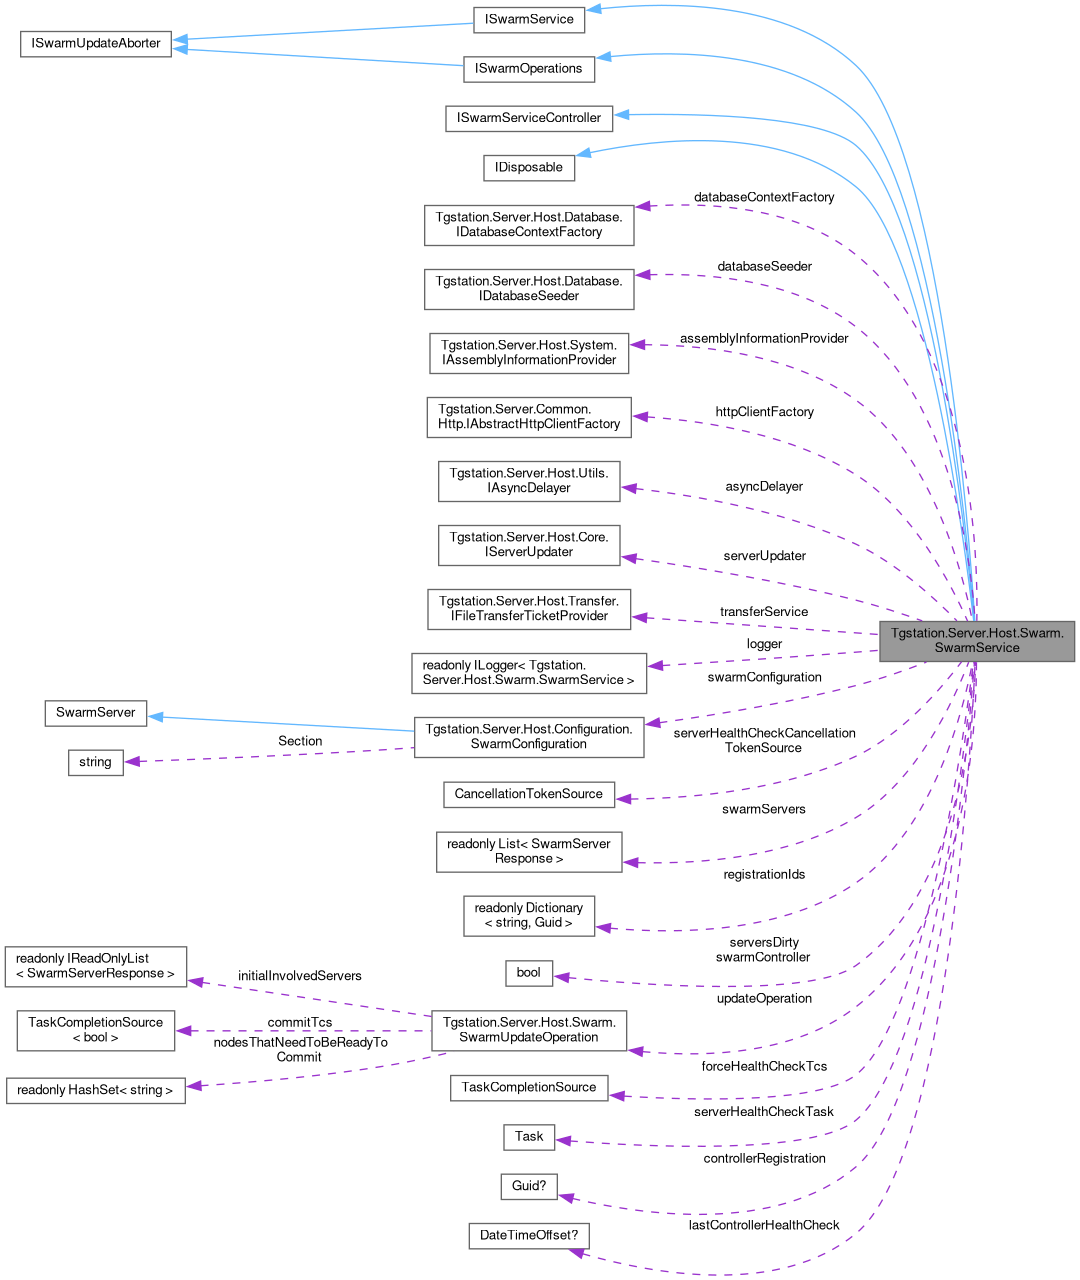 ISwarmService
ISwarmUpdateAborter
ISwarmOperations
ISwarmServiceController
IDisposable
databaseContextFactory
Tgstation.Server.Host.Database.
IDatabaseContextFactory
databaseSeeder
Tgstation.Server.Host.Database.
IDatabaseSeeder
assemblyInformationProvider
Tgstation.Server.Host.System.
IAssemblyInformationProvider
httpClientFactory
Tgstation.Server.Common.
Http.IAbstractHttpClientFactory
asyncDelayer
Tgstation.Server.Host.Utils.
IAsyncDelayer
serverUpdater
Tgstation.Server.Host.Core.
IServerUpdater
transferService
Tgstation.Server.Host.Transfer.
IFileTransferTicketProvider
Tgstation.Server.Host.Swarm.
SwarmService
logger
readonly ILogger< Tgstation.
Server.Host.Swarm.SwarmService >
swarmConfiguration
SwarmServer
Tgstation.Server.Host.Configuration.
SwarmConfiguration
Section
string
serverHealthCheckCancellation
TokenSource
CancellationTokenSource
swarmServers
readonly List< SwarmServer
Response >
registrationIds
readonly Dictionary
< string, Guid >
serversDirty
swarmController
bool
readonly IReadOnlyList
< SwarmServerResponse >
initialInvolvedServers
updateOperation
Tgstation.Server.Host.Swarm.
SwarmUpdateOperation
TaskCompletionSource
< bool >
commitTcs
nodesThatNeedToBeReadyTo
Commit
readonly HashSet< string >
forceHealthCheckTcs
TaskCompletionSource
serverHealthCheckTask
Task
controllerRegistration
Guid?
lastControllerHealthCheck
DateTimeOffset?